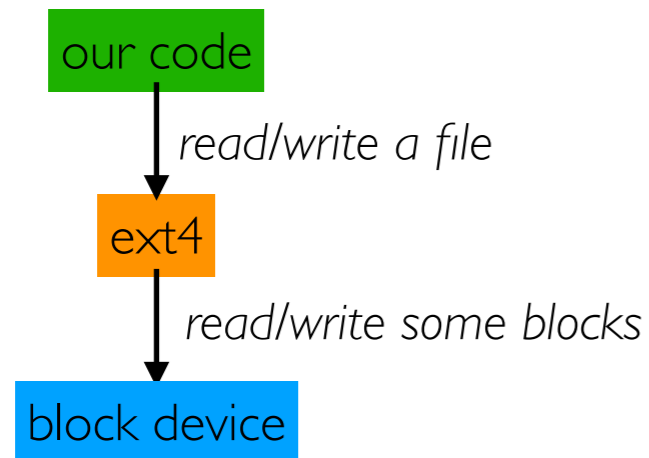 our code
read/write a file
ext4
read/write some blocks
block device